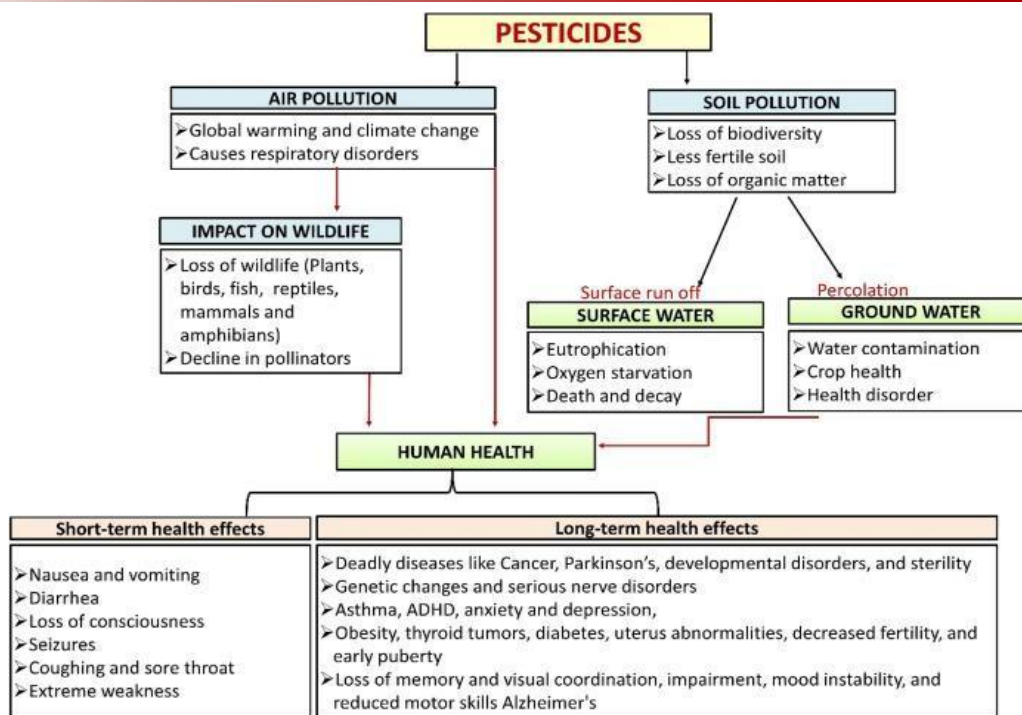 PESTICIDES
AIR POLLUTION
➢Global warming and climate change
➢Causes respiratory disorders
SOIL POLLUTION
➢Loss of biodiversity
➢Less fertile soil
➢Loss of organic matter
IMPACT ON WILDLIFE
➢Loss of wildlife (Plants,
birds, fish, reptiles,
mammals and
amphibians)
➢Decline in pollinators
Surface run off
SURFACE WATER
➢Eutrophication
➢Oxygen starvation
➢Death and decay
Percolation
GROUND WATER
➢Water contamination
➢Crop health
➢Health disorder
HUMAN HEALTH
Short-term health effects
➢Nausea and vomiting
➢Diarrhea
➢Loss of consciousness
➢Seizures
➢Coughing and sore throat
➢Extreme weakness
Long-term health effects
➢Deadly diseases like Cancer, Parkinson's, developmental disorders, and sterility
➢Genetic changes and serious nerve disorders
➢Asthma, ADHD, anxiety and depression,
➢Obesity, thyroid tumors, diabetes, uterus abnormalities, decreased fertility, and
early puberty
➢Loss of memory and visual coordination, impairment, mood instability, and
reduced motor skills Alzheimer's